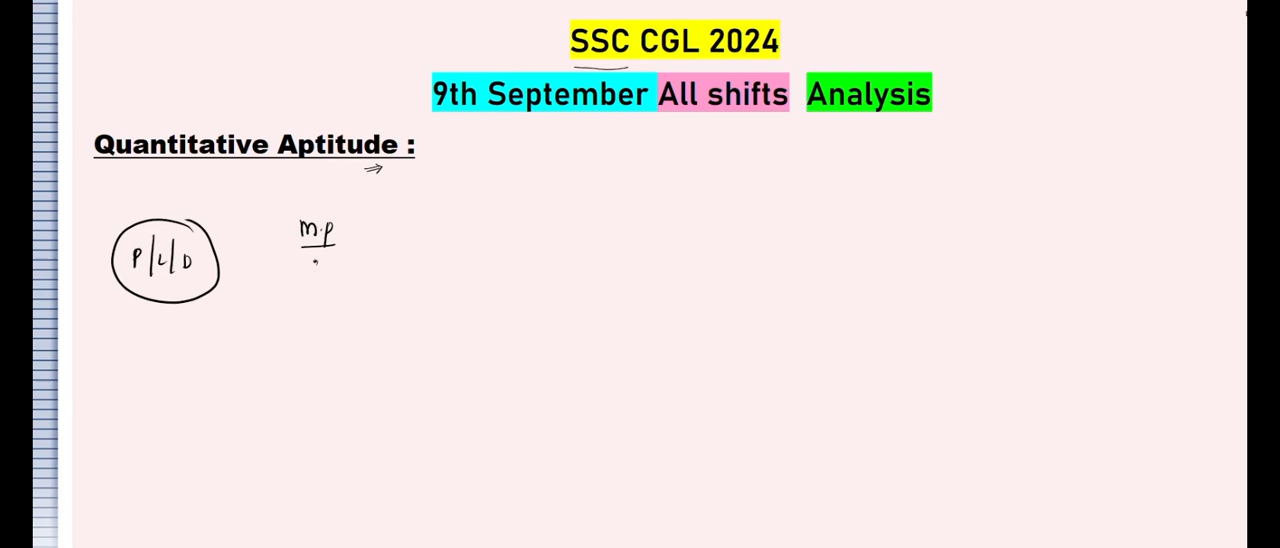 SSC CGL 2024
9th September All shifts Analysis
Quantitative Aptitude :
P/L/D
m.p